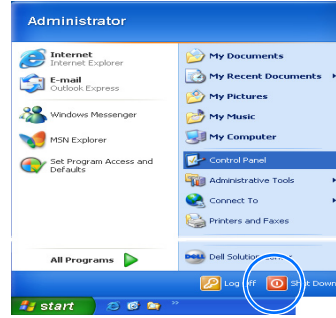 Administrator
Internet
Internet Explorer
E-mail
Outlook Express
Windows Messenger
MSN Explorer
Set Program Access and
Defaults
All Programs
My Documents
My Recent Documents
My Pictures
My Music
My Computer
Control Panel
Administrative Tools
Connect To
Printers and Faxes
DELL Dell Solution
Log Off
Shut Down
start